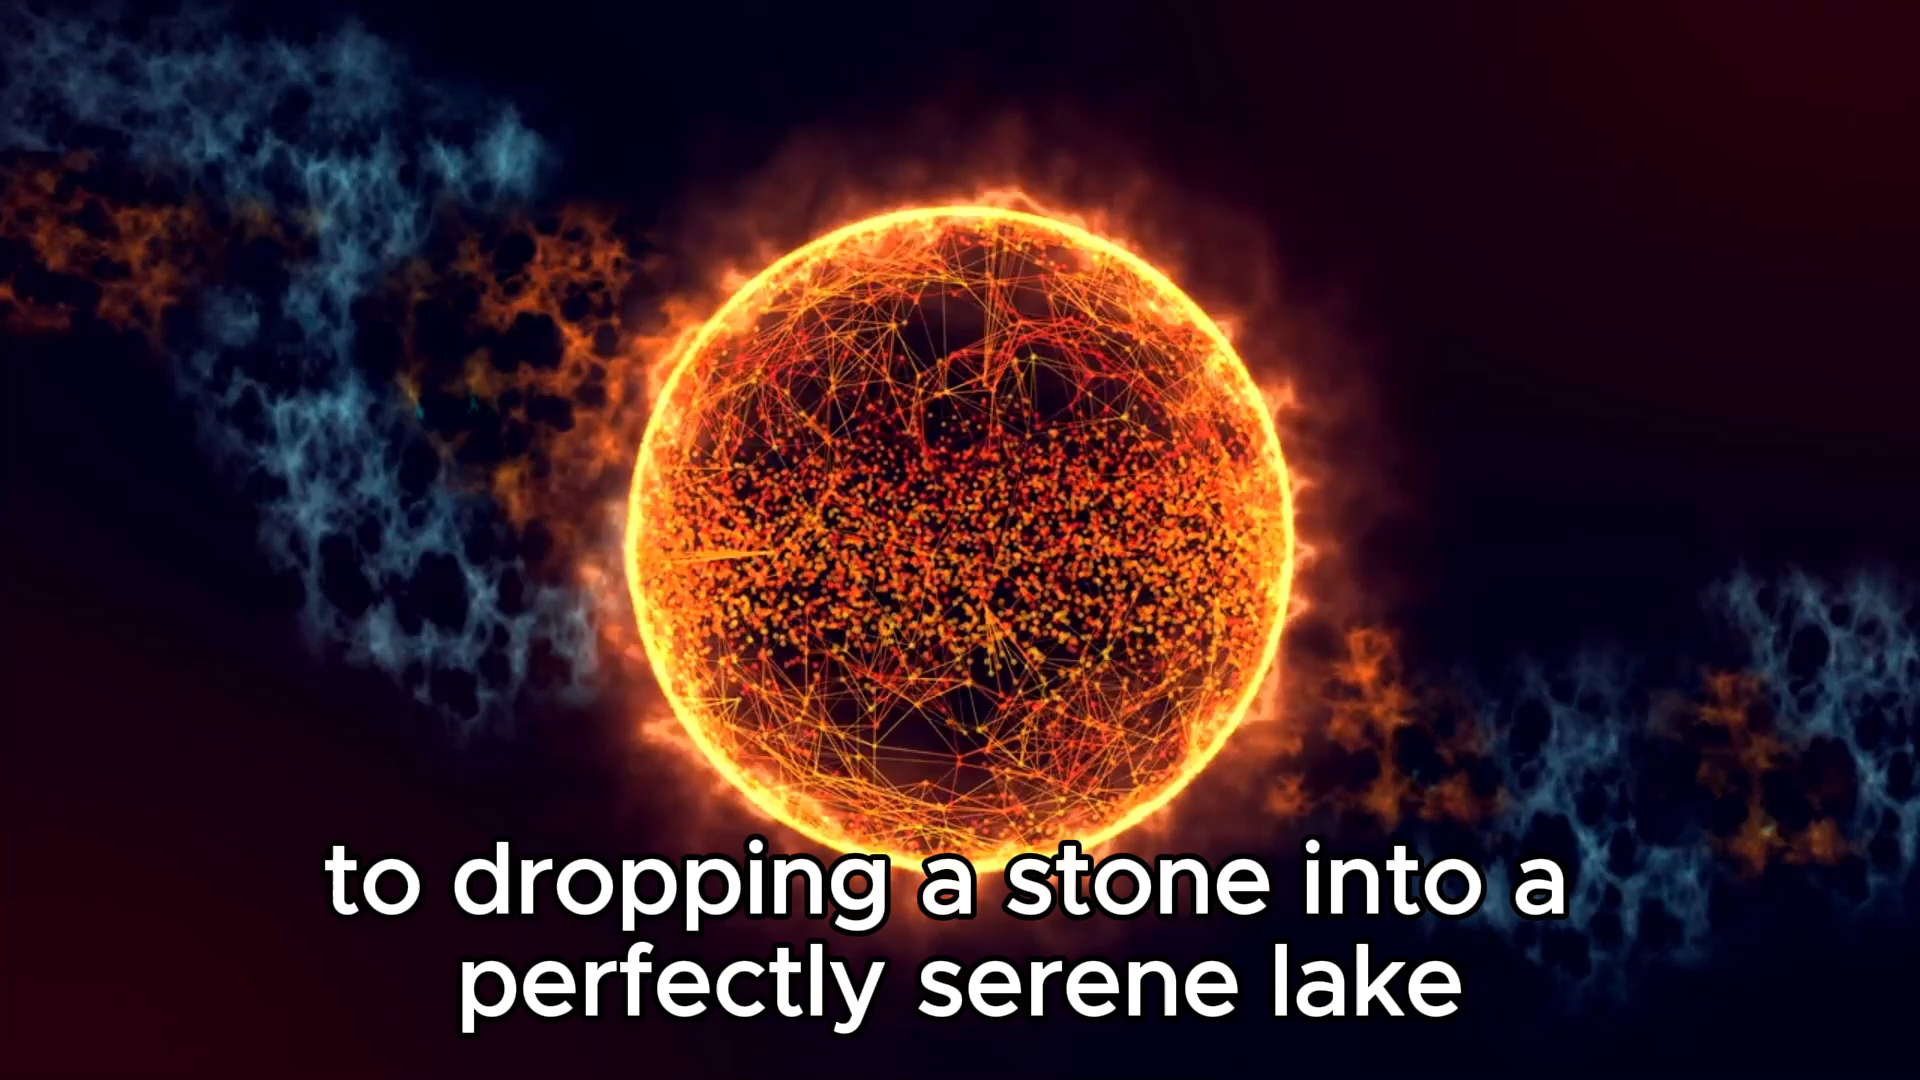 to dropping a stone into a
perfectly serene lake